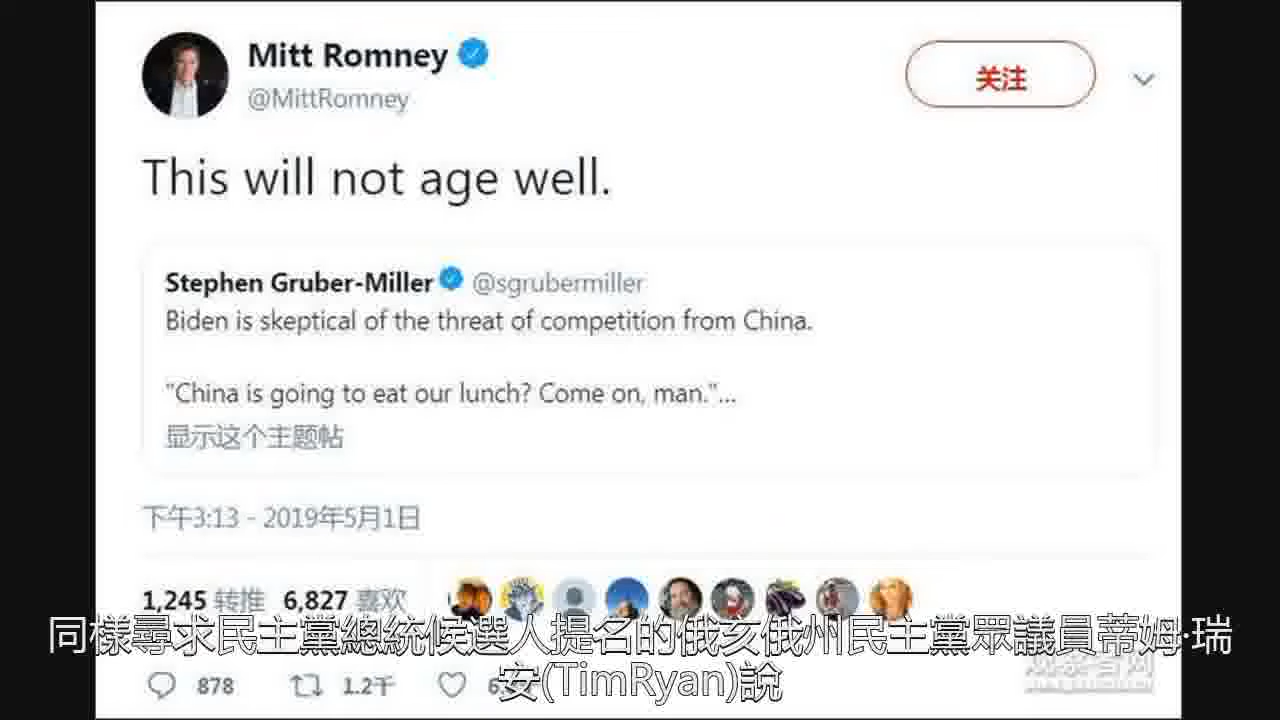 Mitt Romney
@MittRomney
关注
This will not age well.
Stephen Gruber-Miller @sgrubermiller
Biden is skeptical of the threat of competition from China.
"China is going to eat our lunch? Come on, man."...
显示这个主题帖
下午3:13 - 2019年5月1日
1,245 转推 6,827 喜欢
同樣尋求民主黨總統候選人提名的俄亥俄州民主黨眾議員蒂姆·瑞
安(TimRyan)說
878 1.2千